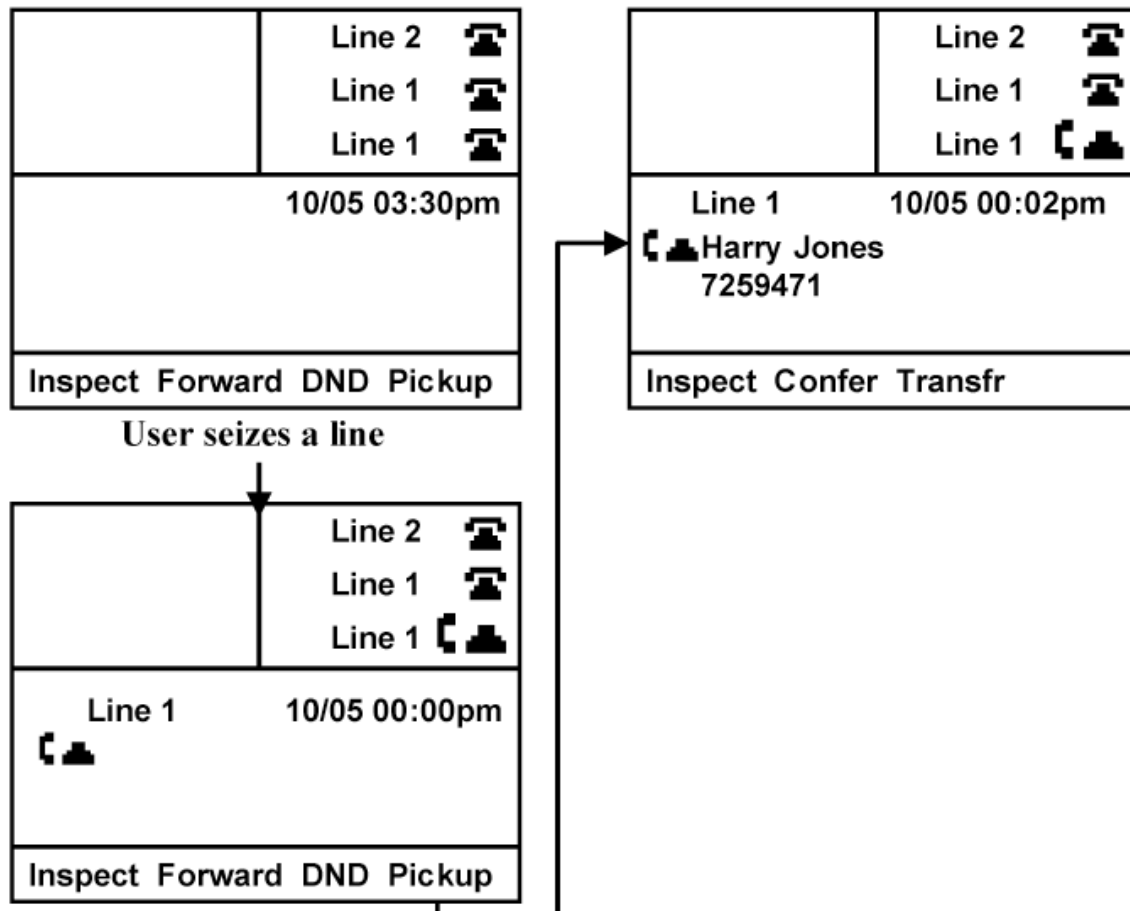 Line 2
Line 1
Line 1
10/05 03:30pm
Inspect Forward DND Pickup
User seizes a line
Line 2
Line 1
Line 1
Line 1 10/05 00:00pm
Inspect Forward DND Pickup
Line 2
Line 1
Line 1
Line 1 10/05 00:02pm
Harry Jones
7259471
Inspect Confer Transfr